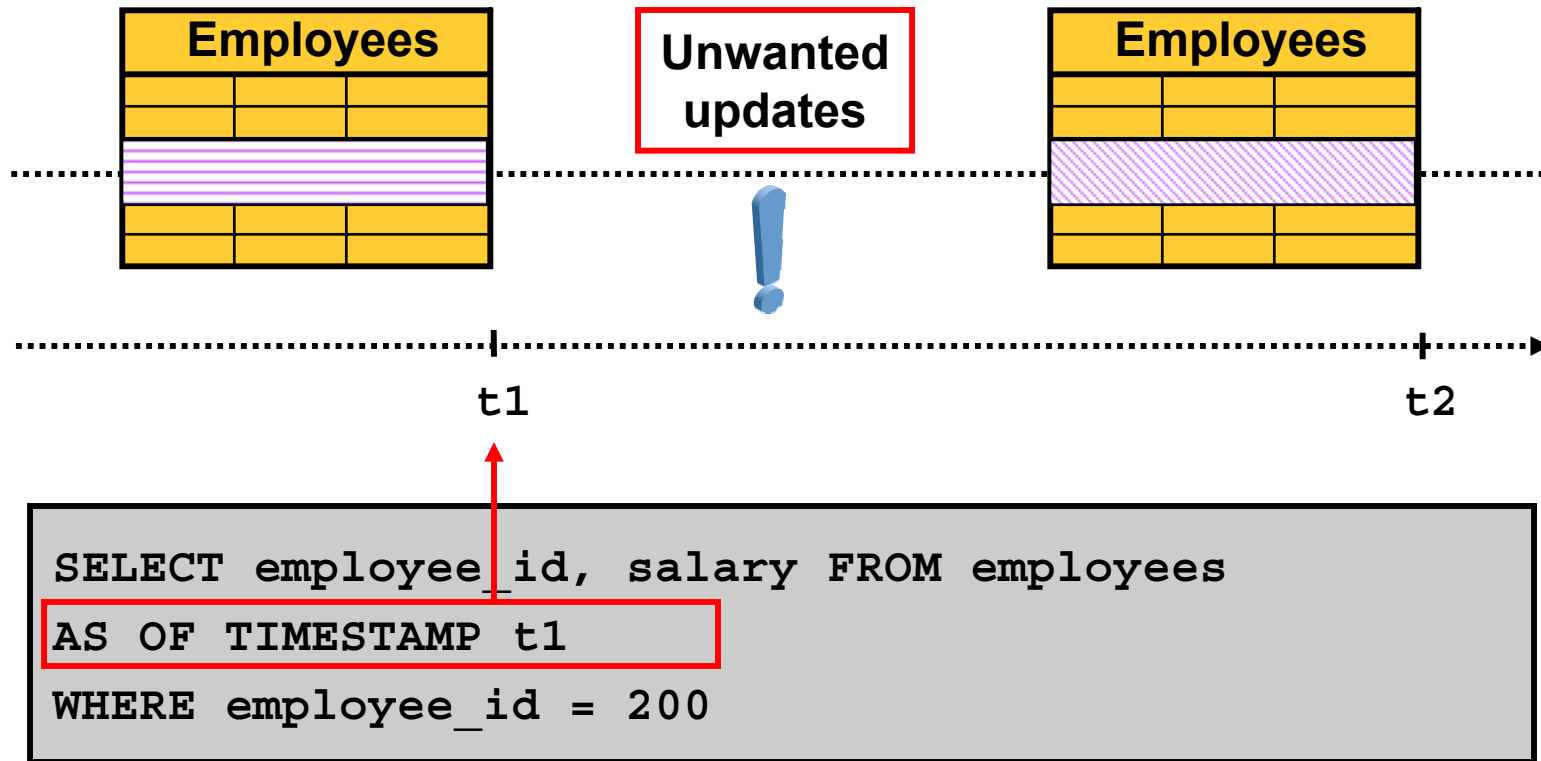 Employees
Unwanted
updates
Employees
t1
t2
SELECT employee_id, salary FROM employees
AS OF TIMESTAMP t1
WHERE employee_id = 200